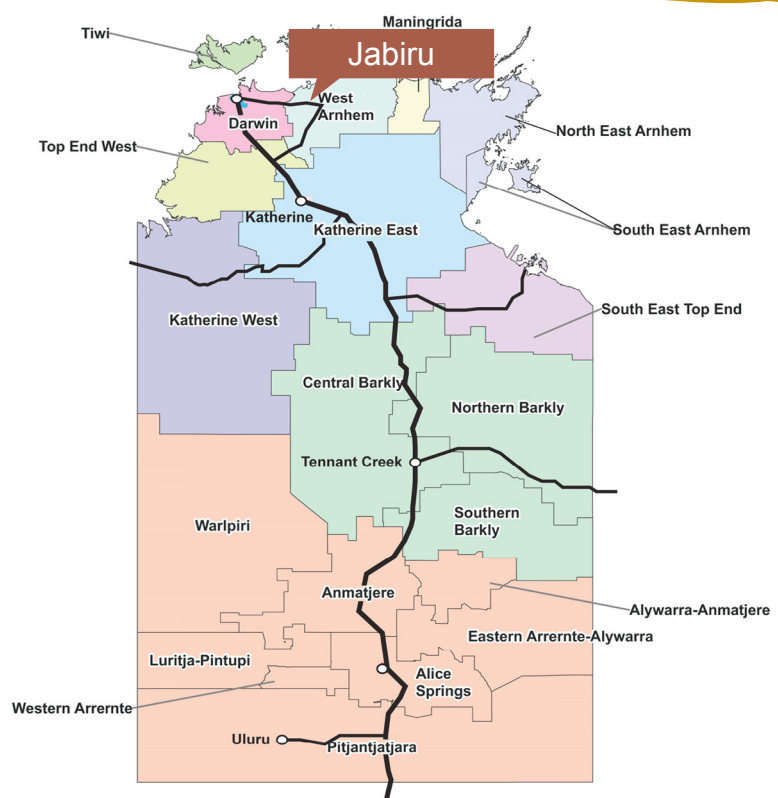 Maningrida
Tiwi
Jabiru
West
Arnhem
Darwin
North East Arnhem
Top End West
Katherine
Katherine East
South East Arnhem
South East Top End
Katherine West
Central Barkly
Northern Barkly
Tennant Creek
Southern
Barkly
Warlpiri
Anmatjere
Alywarra-Anmatjere
Eastern Arrernte-Alywarra
Luritja-Pintupi
Alice
Springs
Western Arrernte
Uluru
Pitjantjatjara